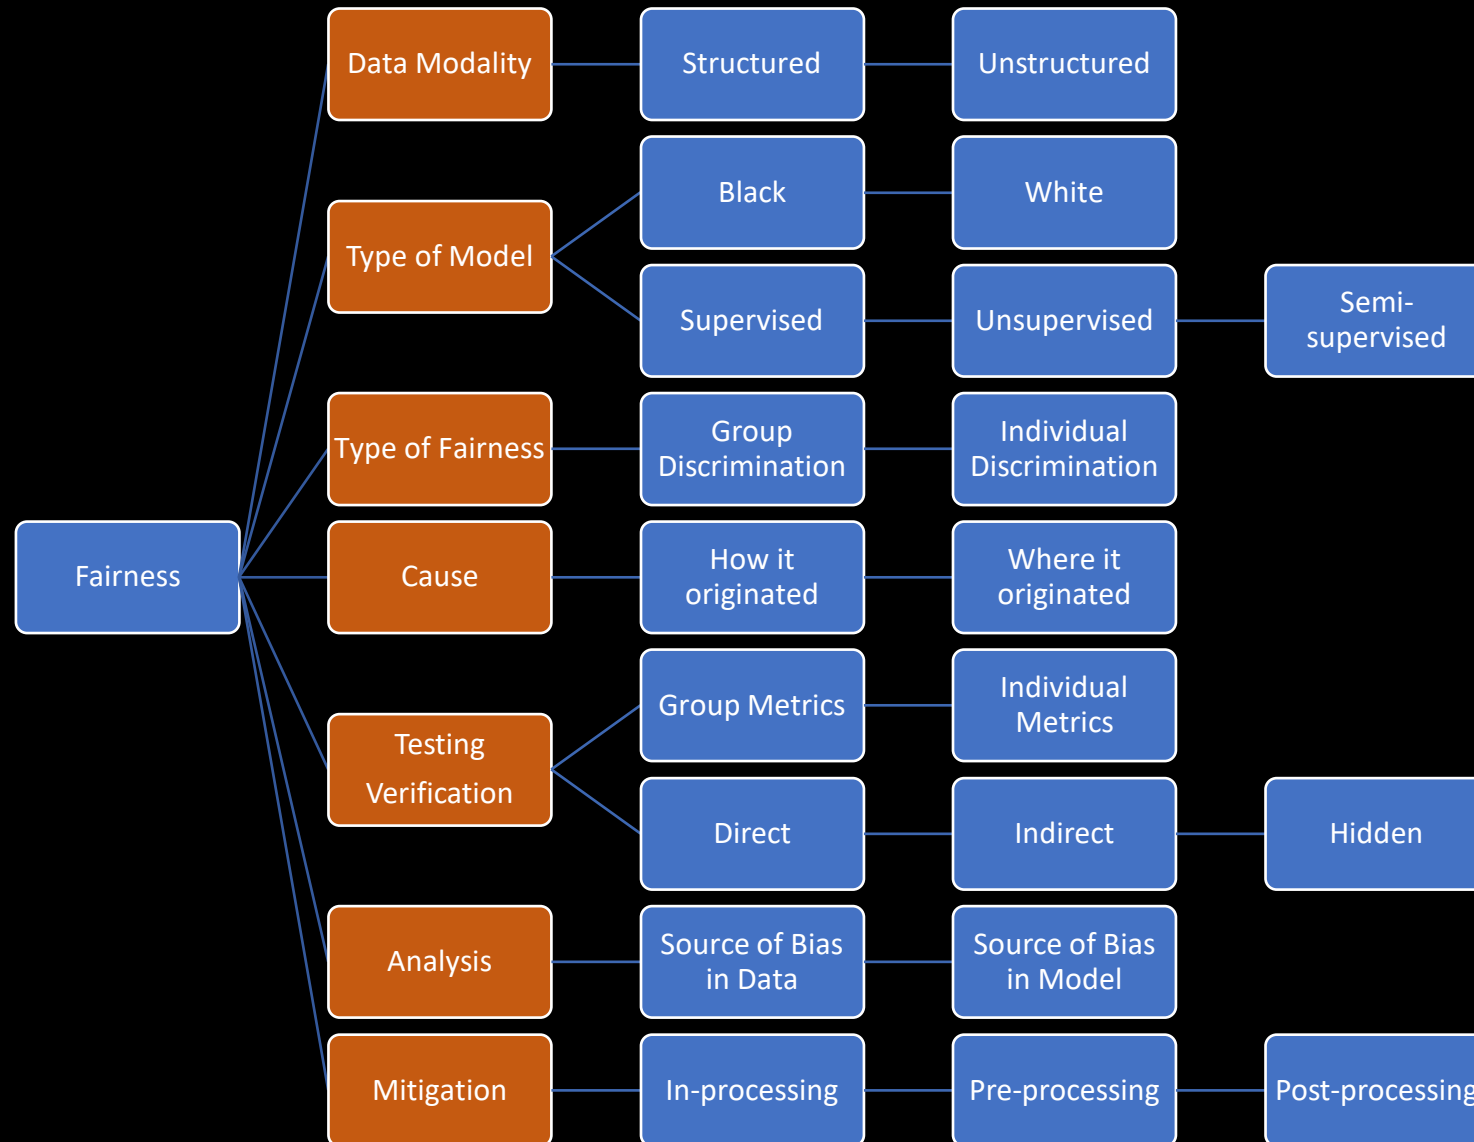 Data Modality
Structured
Unstructured
Black
White
Type of Model
Supervised
Unsupervised
Semi-
supervised
Type of Fairness
Group
Discrimination
Individual
Discrimination
Fairness
Cause
How it
originated
Where it
originated
Testing
Verification
Group Metrics
Individual
Metrics
Direct
Indirect
Hidden
Analysis
Source of Bias
in Data
Source of Bias
in Model
Mitigation
In-processing
Pre-processing
Post-processing